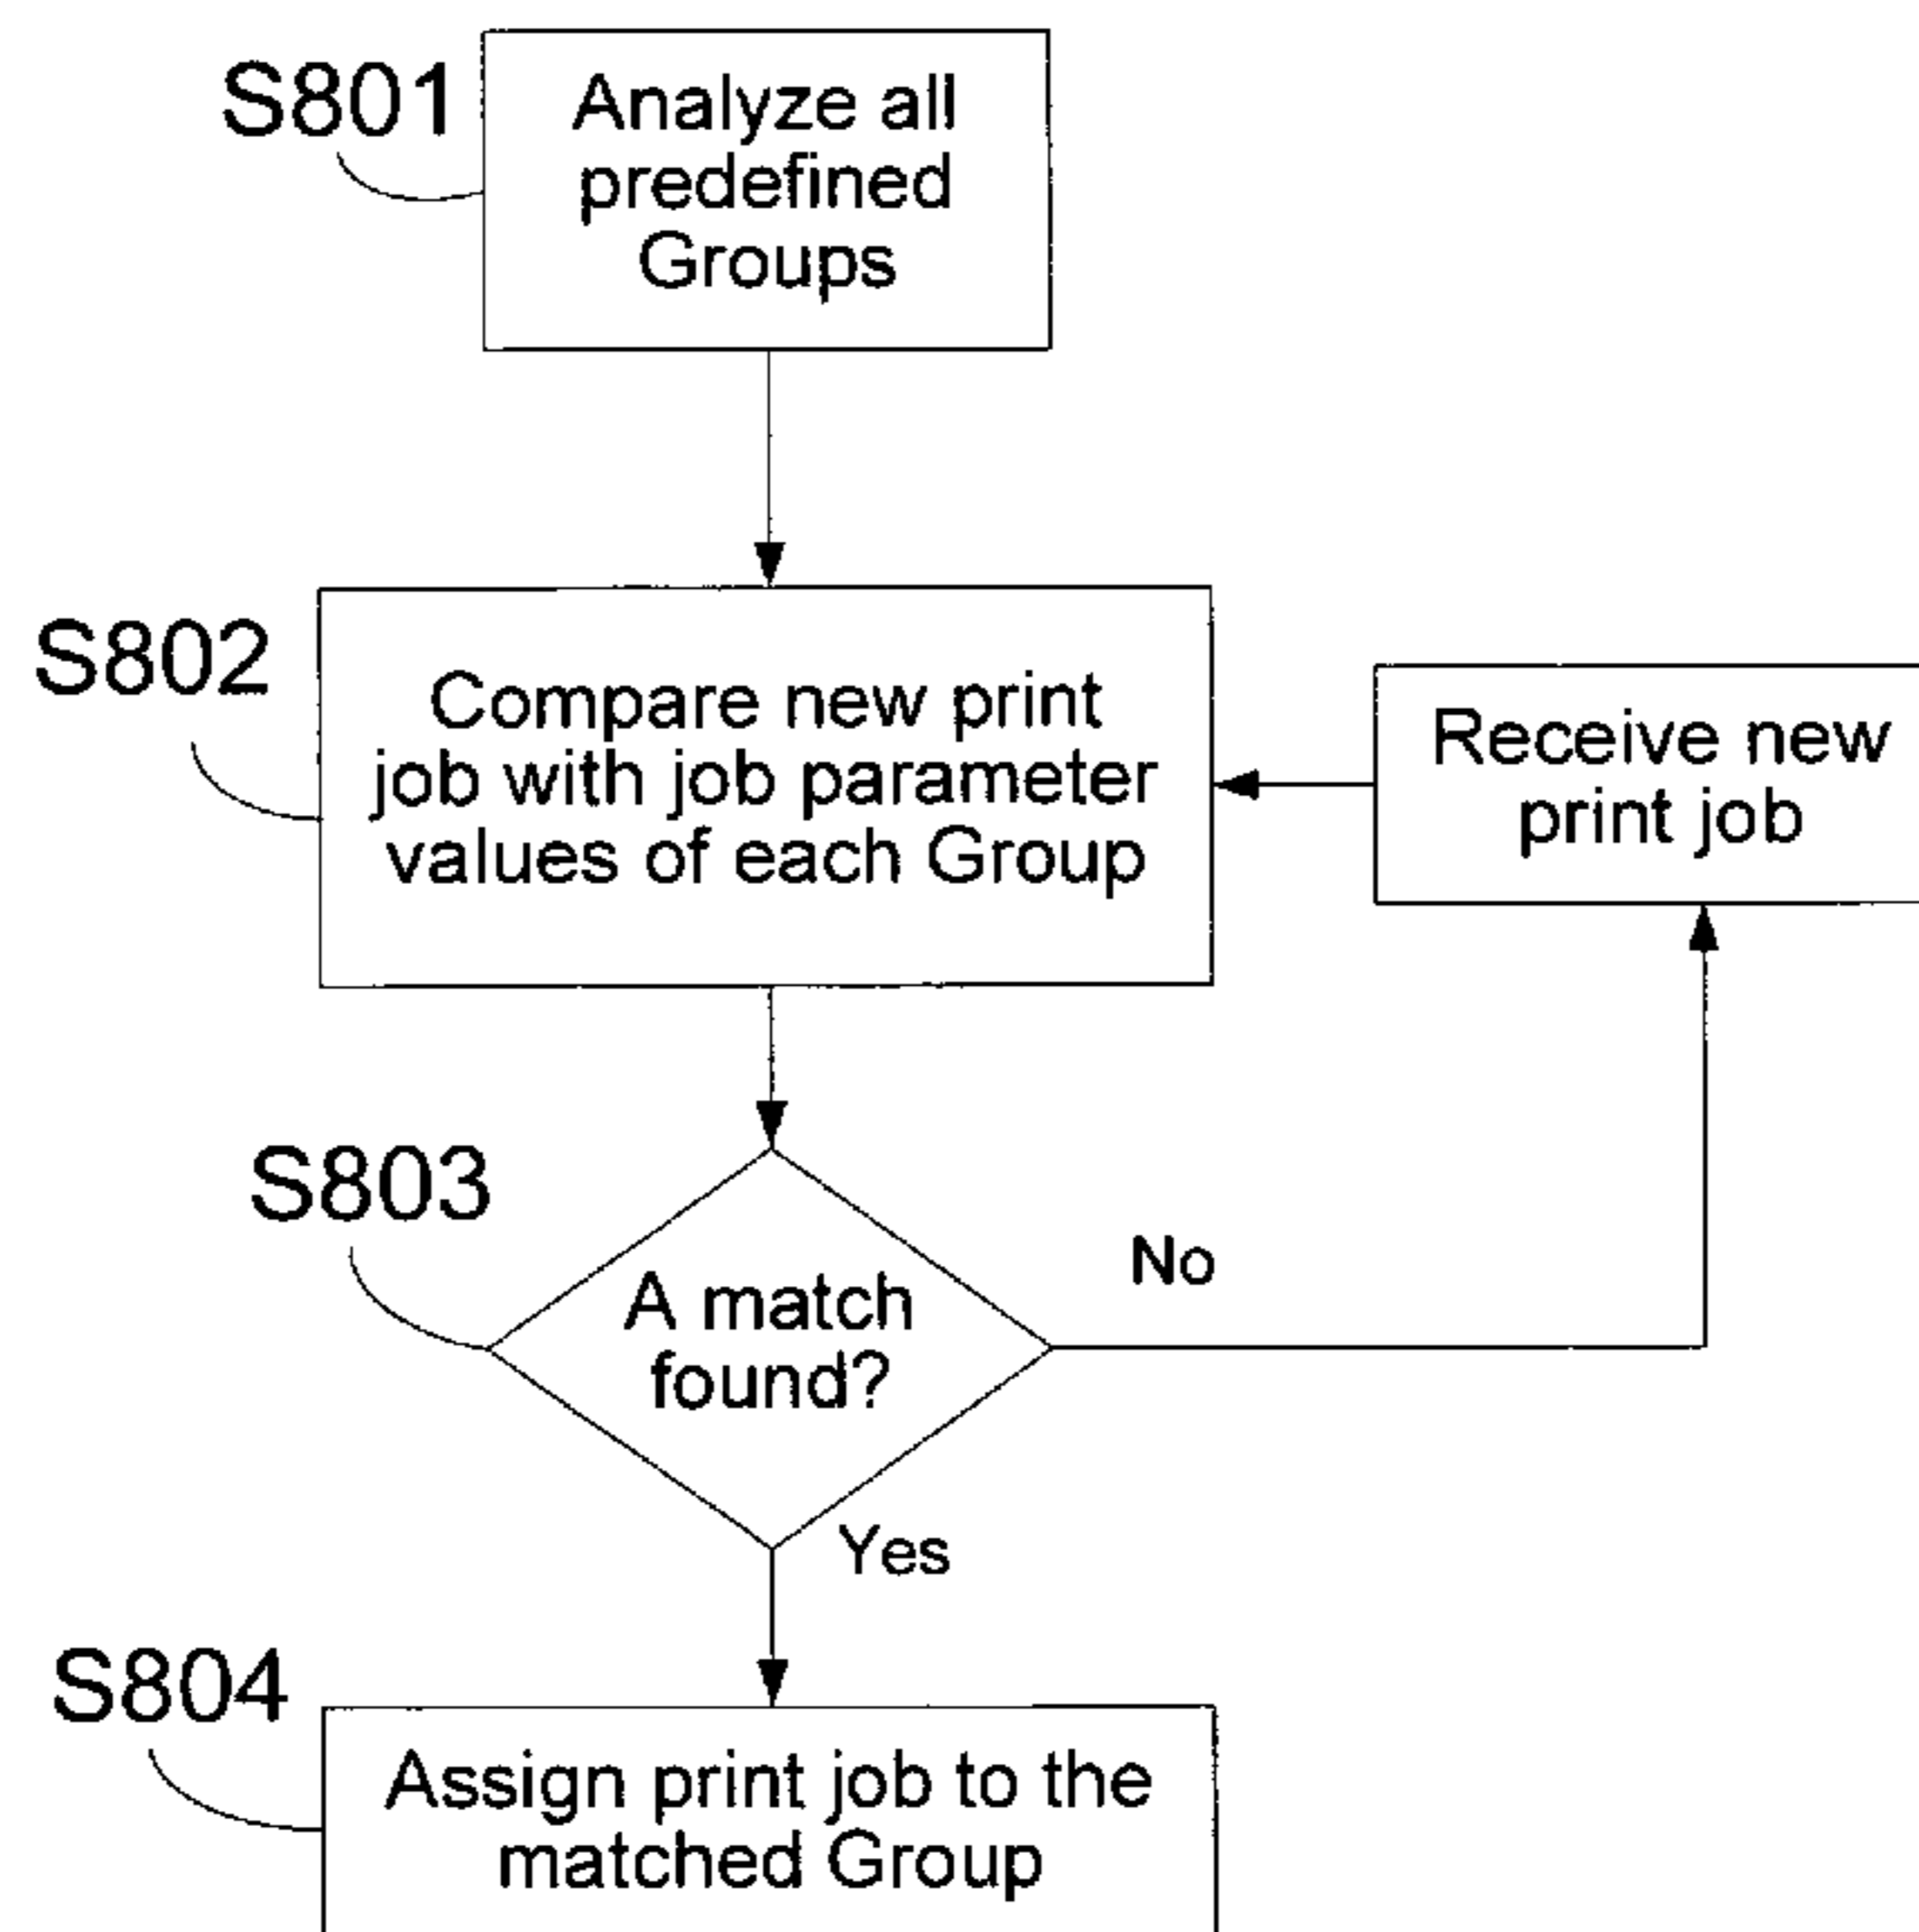 S801
Analyze all
predefined
Groups
S802
Compare new print
job with job parameter
values of each Group
Receive new
print job
S803
A match
found?
No
Yes
S804
Assign print job to the
matched Group